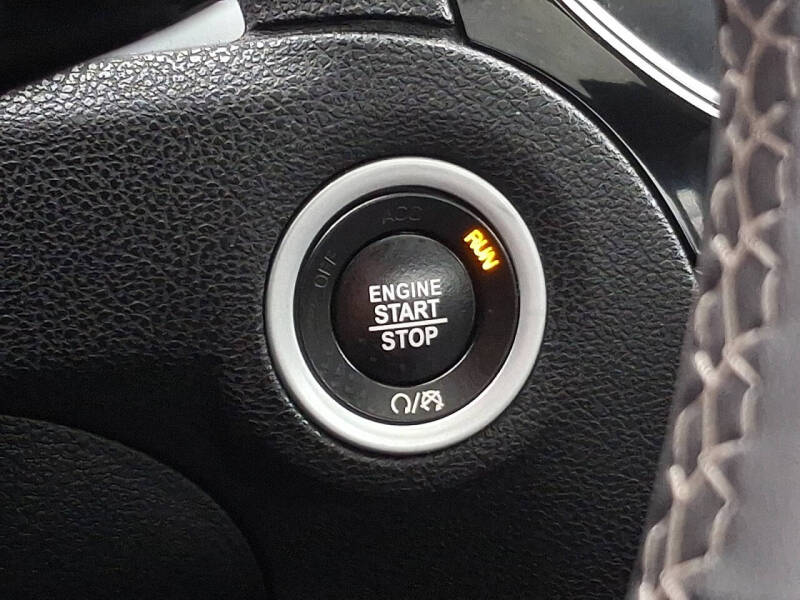 ACC
RUN
OFF
ENGINE
START
STOP